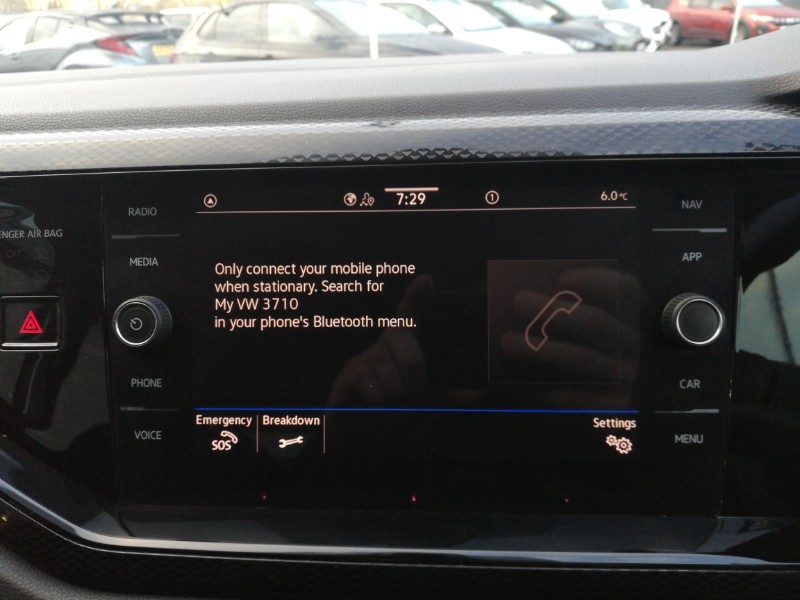 7:29
1
6.0°C
RADIO
NAV
ENGER AIR BAG
MEDIA
APP
Only connect your mobile phone
when stationary. Search for
My VW 3710
in your phone's Bluetooth menu.
PHONE
CAR
Emergency
SOS
Breakdown
Settings
VOICE
MENU